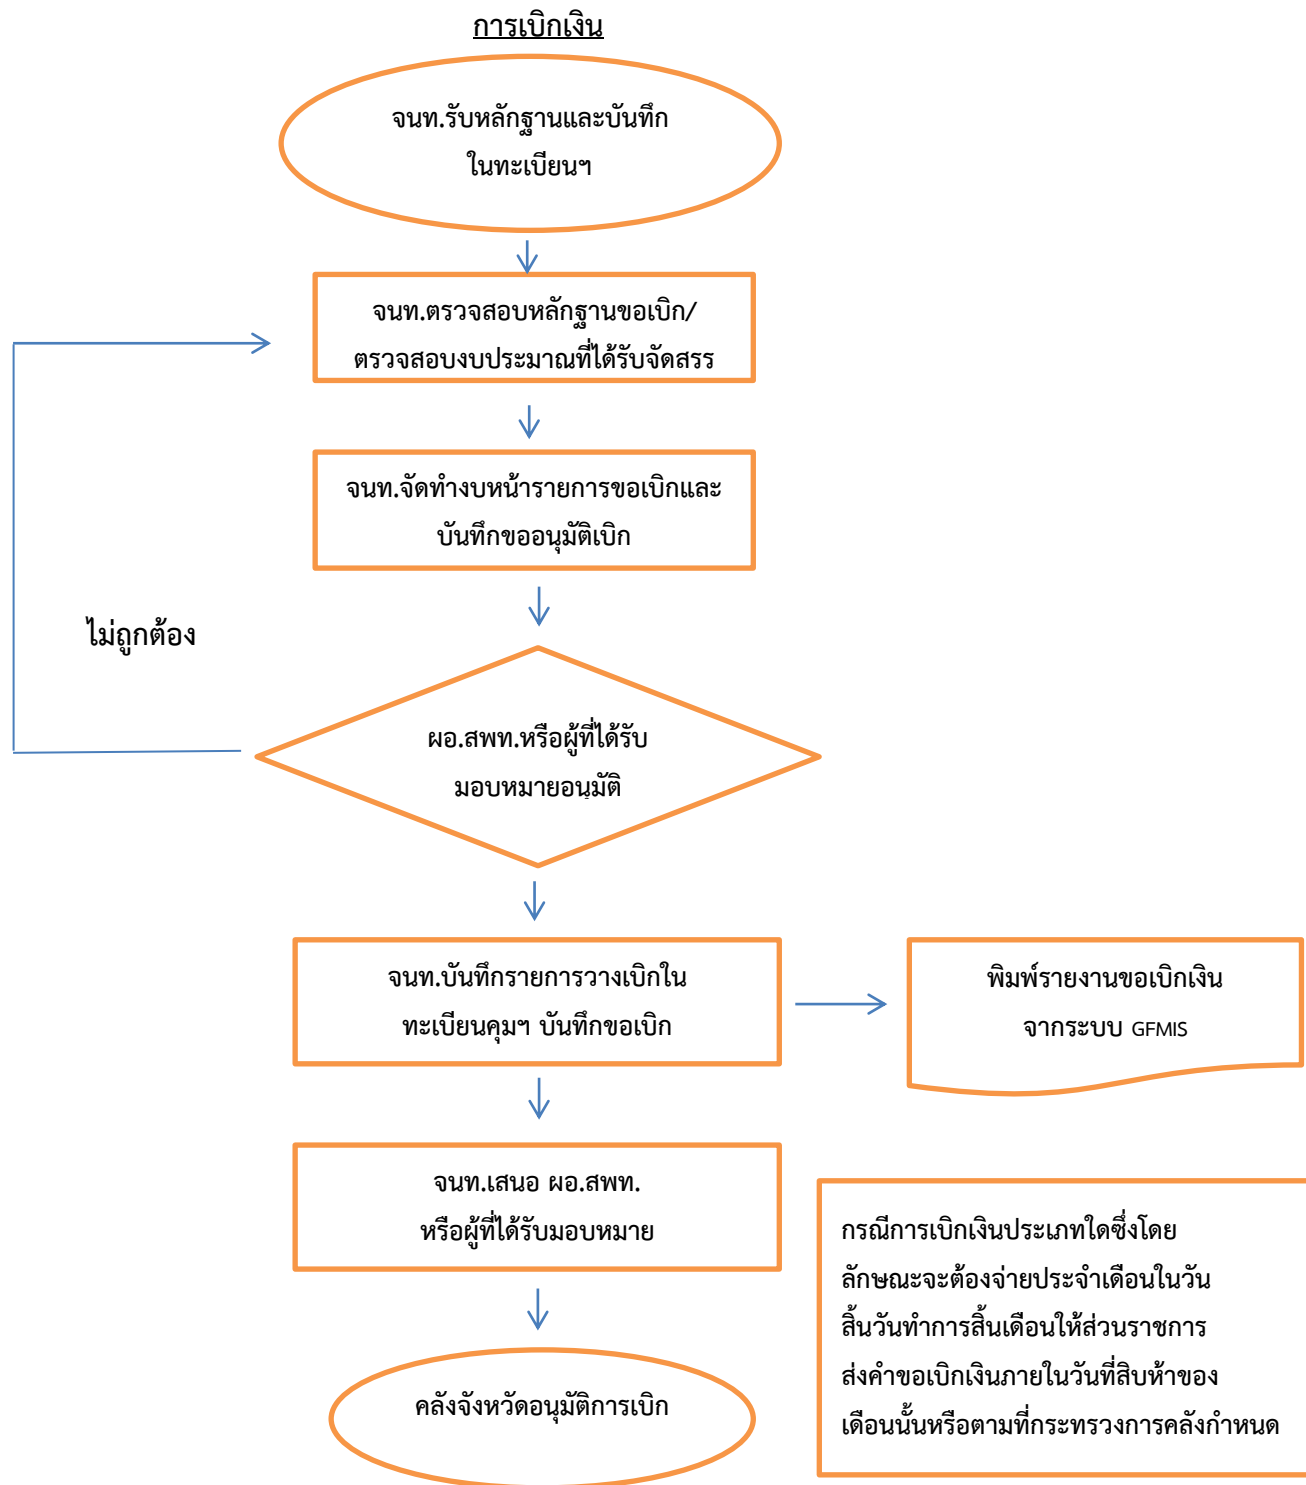 การเบิกเงิน
จนท.รับหลักฐานและบันทึก
ในทะเบียนฯ
จนท.ตรวจสอบหลักฐานขอเบิก/
ตรวจสอบงบประมาณที่ได้รับจัดสรร
จนท.จัดทำงบหน้ารายการขอเบิกและ
บันทึกขออนุมัติเบิก
ไม่ถูกต้อง
ผอ.สพท.หรือผู้ที่ได้รับ
มอบหมายอนุมัติ
จนท.บันทึกรายการวางเบิกใน
ทะเบียนคุมฯ บันทึกขอเบิก
พิมพ์รายงานขอเบิกเงิน
จากระบบ GFMIS
จนท.เสนอ ผอ.สพท.
หรือผู้ที่ได้รับมอบหมาย
กรณีการเบิกเงินประเภทใดซึ่งโดย
ลักษณะจะต้องจ่ายประจำเดือนในวัน
สิ้นวันทำการสิ้นเดือนให้ส่วนราชการ
ส่งคำขอเบิกเงินภายในวันที่สิบห้าของ
เดือนนั้นหรือตามที่กระทรวงการคลังกำหนด
คลังจังหวัดอนุมัติการเบิก